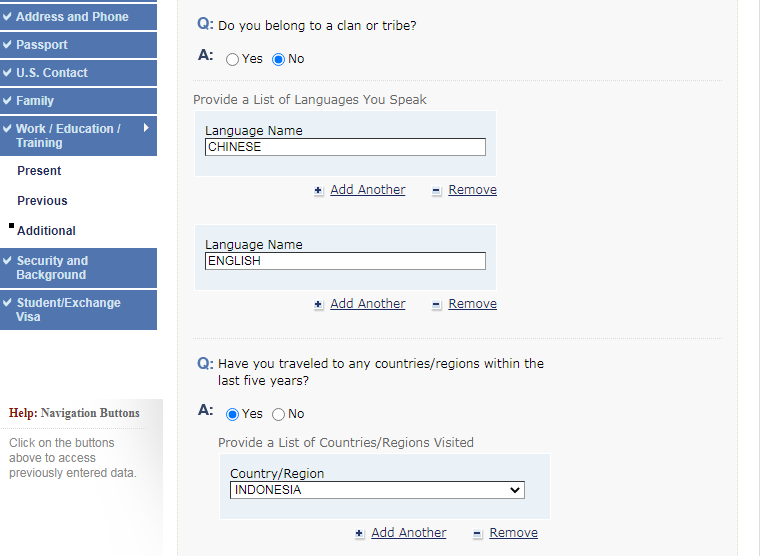 Address and Phone
Passport
U.S. Contact
Family
Work / Education /
Training
Present
Previous
Additional
Security and
Background
Student/Exchange
Visa
Help: Navigation Buttons
Click on the buttons
above to access
previously entered data.
Q: Do you belong to a clan or tribe?
A: Yes No
Provide a List of Languages You Speak
Language Name
CHINESE
Add Another Remove
Language Name
ENGLISH
Add Another Remove
Q: Have you traveled to any countries/regions within the
last five years?
A: Yes No
Provide a List of Countries/Regions Visited
Country/Region
INDONESIA
Add Another Remove